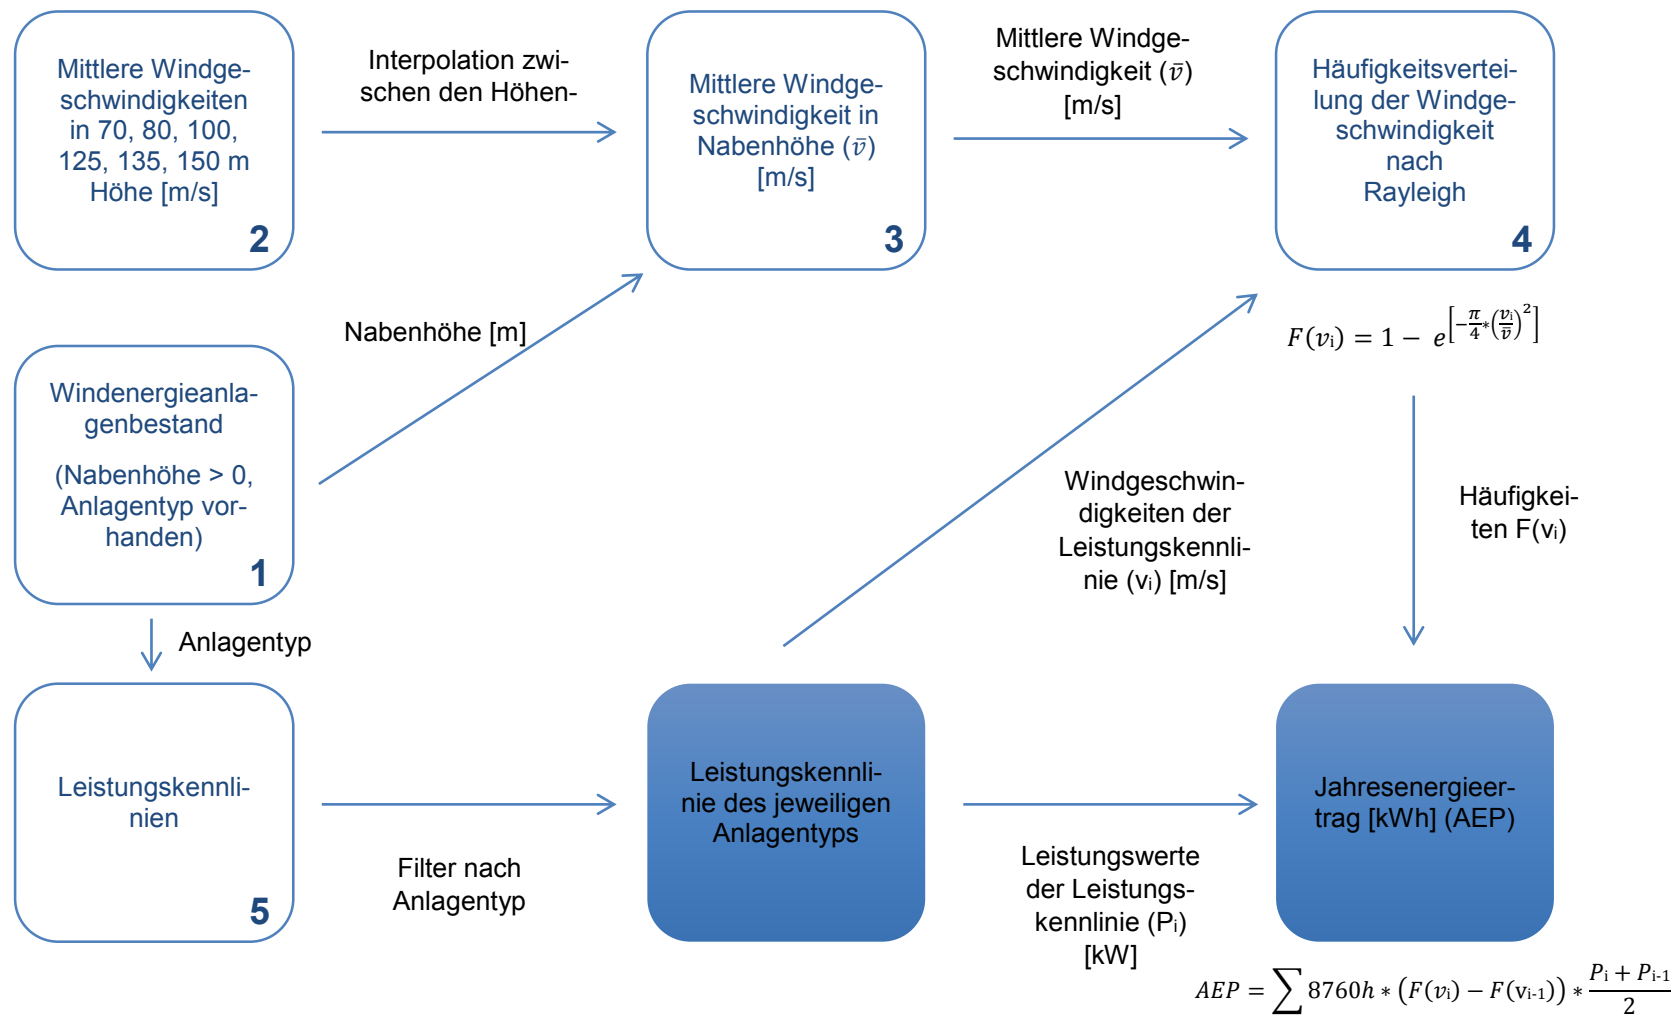 Mittlere Windge-
schwindigkeiten
in 70, 80, 100,
125, 135, 150 m
Höhe [m/s]
2
Interpolation zwi-
schen den Höhen-
Mittlere Windge-
schwindigkeit in
Nabenhöhe (v̄)
[m/s]
3
Mittlere Windge-
schwindigkeit (v̄)
[m/s]
Häufigkeitsvertei-
lung der Windge-
schwindigkeit
nach
Rayleigh
4
F(vᵢ) = 1 − e^[−π/4*(vᵢ/v̄)²]
Nabenhöhe [m]
Windenergieanla-
genbestand
(Nabenhöhe > 0,
Anlagentyp vor-
handen)
1
Windgeschwin-
digkeiten der
Leistungskennli-
nie (vᵢ) [m/s]
Häufigkei-
ten F(vᵢ)
Anlagentyp
Leistungskennli-
nien
5
Filter nach
Anlagentyp
Leistungskennli-
nie des jeweiligen
Anlagentyps
Leistungswerte
der Leistungs-
kennlinie (Pᵢ)
[kW]
Jahresenergieer-
trag [kWh] (AEP)
AEP = ∑ 8760h * (F(vᵢ) − F(vᵢ₋₁)) * (Pᵢ + Pᵢ₋₁)/2